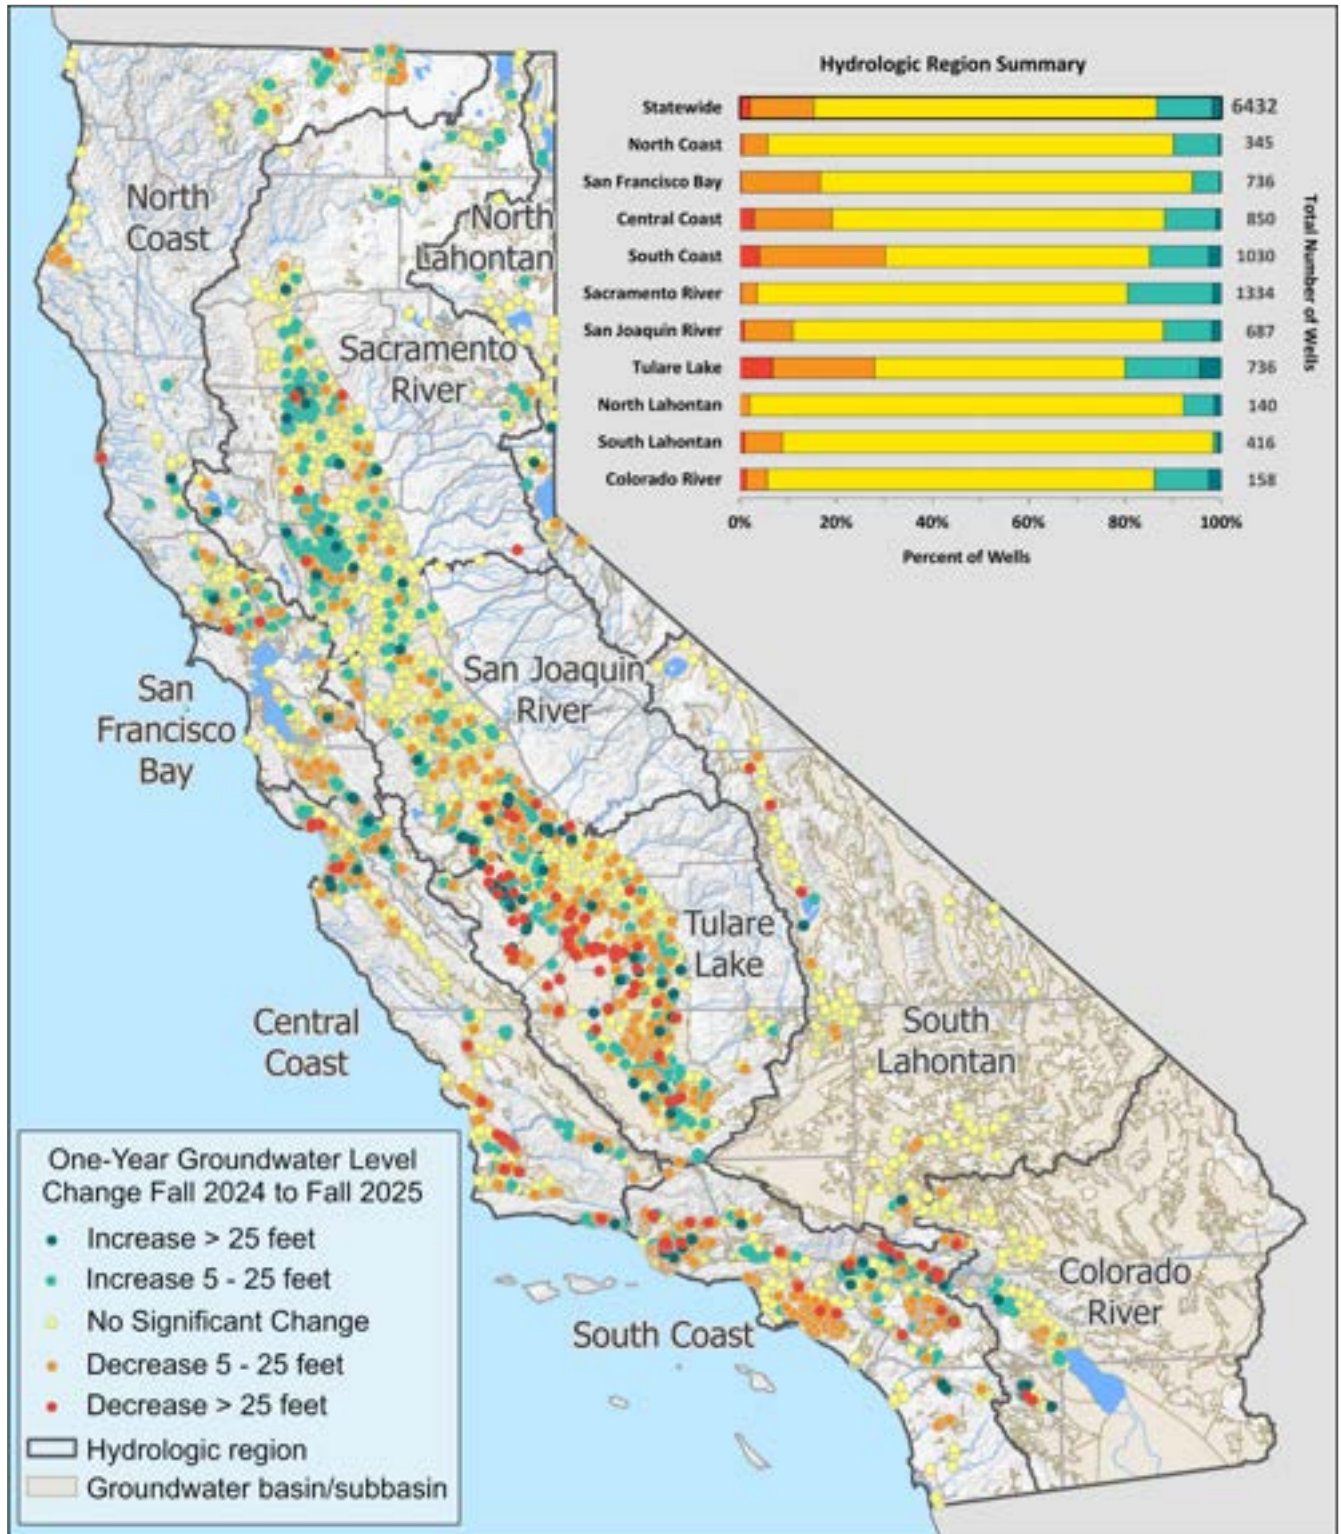 Hydrologic Region Summary
Statewide 6432
North Coast 345
San Francisco Bay 736
Central Coast 850
South Coast 1030
Sacramento River 1334
San Joaquin River 687
Tulare Lake 736
North Lahontan 140
South Lahontan 416
Colorado River 158
0% 20% 40% 60% 80% 100%
Percent of Wells
Total Number of Wells
North
Coast
North
Lahontan
Sacramento
River
San Joaquin
River
San
Francisco
Bay
Tulare
Lake
Central
Coast
South
Lahontan
Colorado
River
South Coast
One-Year Groundwater Level
Change Fall 2024 to Fall 2025
Increase > 25 feet
Increase 5 - 25 feet
No Significant Change
Decrease 5 - 25 feet
Decrease > 25 feet
Hydrologic region
Groundwater basin/subbasin